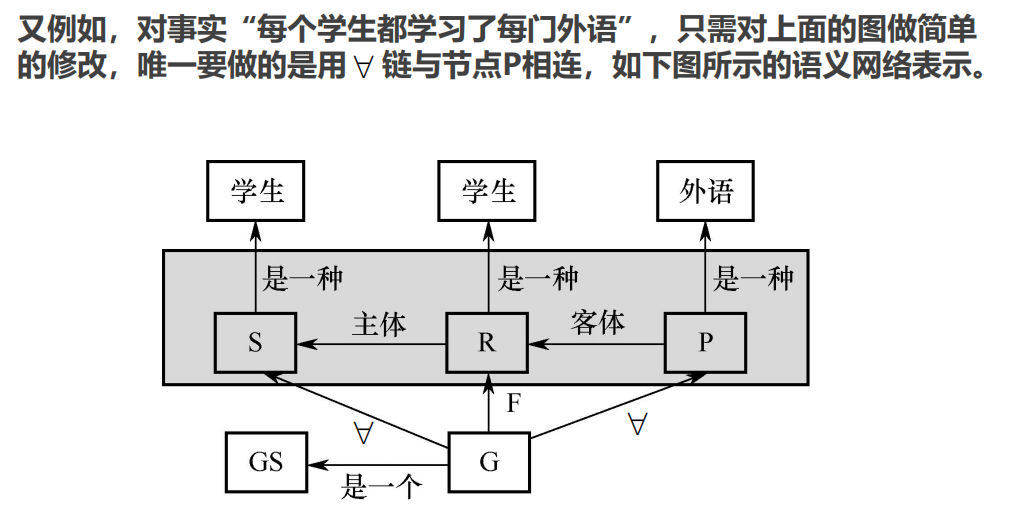 又例如，对事实“每个学生都学习了每门外语”，只需对上面的图做简单
的修改，唯一要做的是用 ∀ 链与节点P相连，如下图所示的语义网络表示。
学生 学生 外语
是一种 是一种 是一种
主体 客体
S R P
F
∀ ∀
GS G
是一个